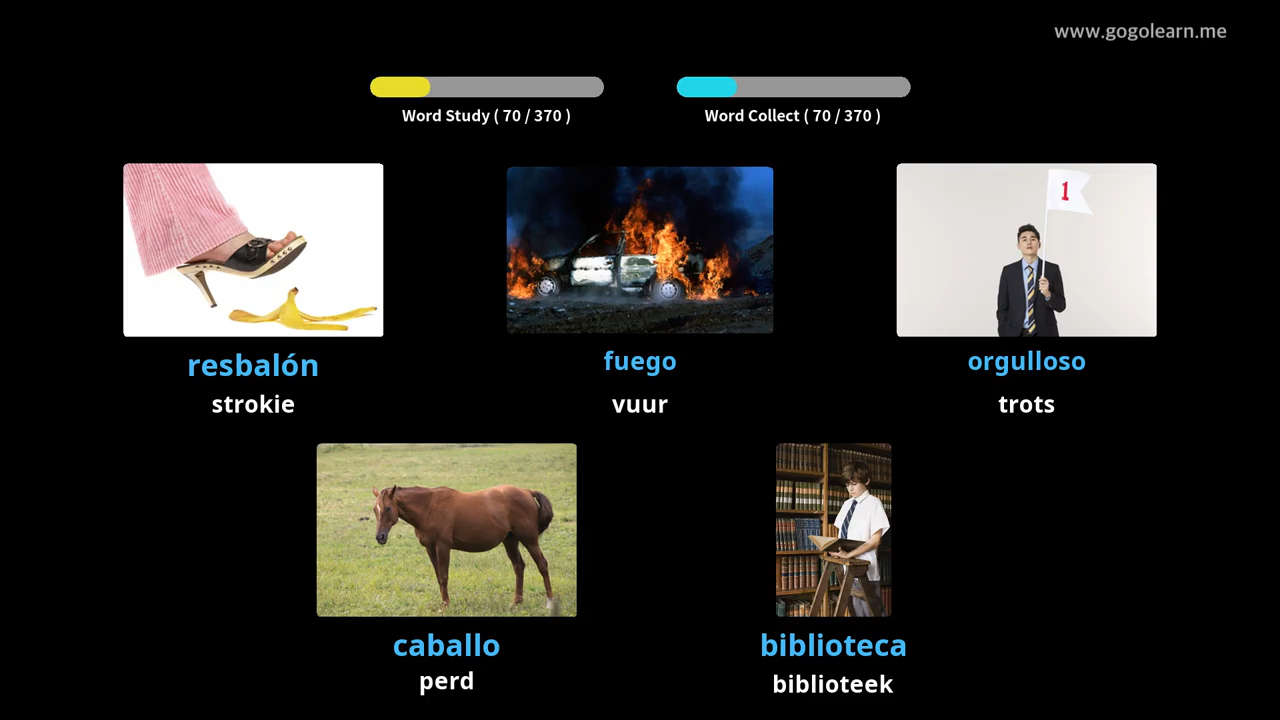 www.gogolearn.me
Word Study ( 70 / 370 )
Word Collect ( 70 / 370 )
1
resbalón
strokie
fuego
vuur
orgulloso
trots
caballo
perd
biblioteca
biblioteek